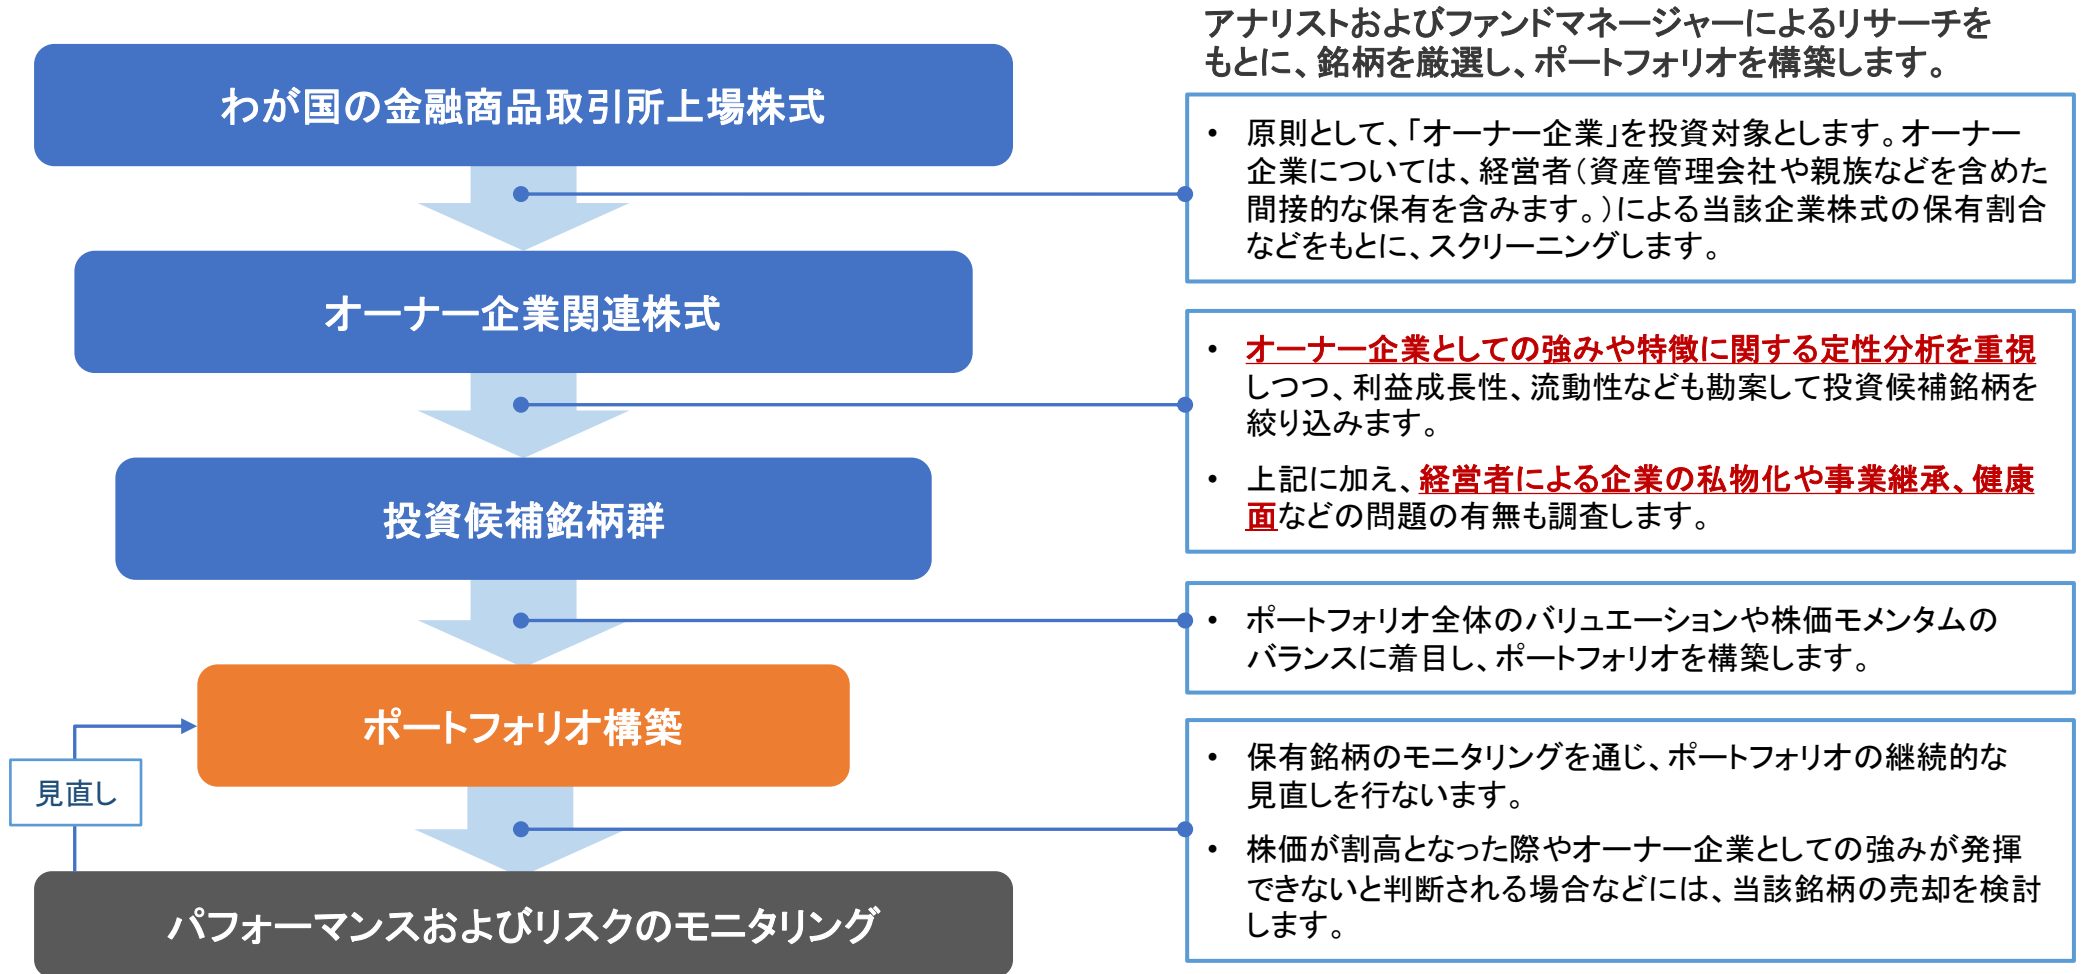 アナリストおよびファンドマネージャーによるリサーチを
もとに、銘柄を厳選し、ポートフォリオを構築します。
わが国の金融商品取引所上場株式
• 原則として、「オーナー企業」を投資対象とします。オーナー
企業については、経営者（資産管理会社や親族などを含めた
間接的な保有を含みます。）による当該企業株式の保有割合
などをもとに、スクリーニングします。
オーナー企業関連株式
• オーナー企業としての強みや特徴に関する定性分析を重視
しつつ、利益成長性、流動性なども勘案して投資候補銘柄を
絞り込みます。
• 上記に加え、経営者による企業の私物化や事業継承、健康
面などの問題の有無も調査します。
投資候補銘柄群
• ポートフォリオ全体のバリュエーションや株価モメンタムの
バランスに着目し、ポートフォリオを構築します。
ポートフォリオ構築
見直し
• 保有銘柄のモニタリングを通じ、ポートフォリオの継続的な
見直しを行ないます。
• 株価が割高となった際やオーナー企業としての強みが発揮
できないと判断される場合などには、当該銘柄の売却を検討
します。
パフォーマンスおよびリスクのモニタリング